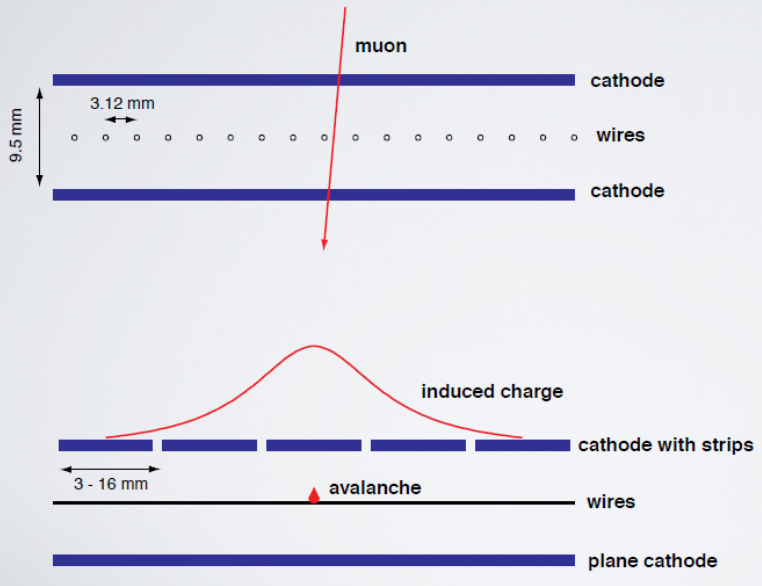 muon
cathode
3.12 mm
9.5 mm
wires
cathode
induced charge
cathode with strips
3 - 16 mm
avalanche
wires
plane cathode